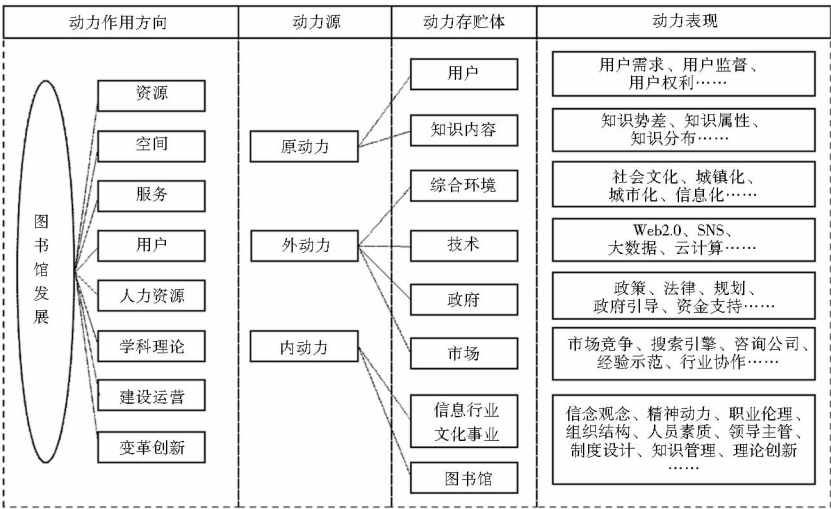 动力作用方向
动力源
动力存贮体
动力表现
图
书
馆
发
展
资源
空间
服务
用户
人力资源
学科理论
建设运营
变革创新
原动力
外动力
内动力
用户
知识内容
综合环境
技术
政府
市场
信息行业
文化事业
图书馆
用户需求、用户监督、
用户权利……
知识势差、知识属性、
知识分布……
社会文化、城镇化、
城市化、信息化……
Web2.0、SNS、
大数据、云计算……
政策、法律、规划、
政府引导、资金支持……
市场竞争、搜索引擎、咨询公司、
经验示范、行业协作……
信念观念、精神动力、职业伦理、
组织结构、人员素质、领导主管、
制度设计、知识管理、理论创新
……